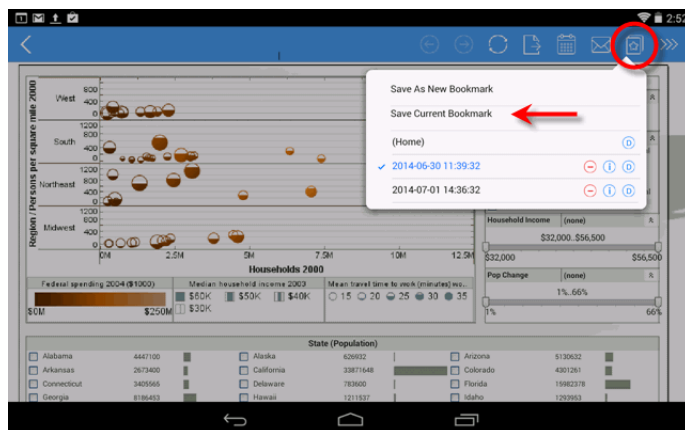 2:52
Save As New Bookmark
Save Current Bookmark
(Home) D
2014-06-30 11:39:32 i D
2014-07-01 14:36:32 i D
Region / Persons per square mile 2000
West 800
400
0
South 1200
800
400
0
Northeast 1200
800
400
0
Midwest 1200
600
400
0
0M 2.5M 5M 7.5M 10M 12.5M
Households 2000
Federal spending 2004 ($1000)
$0M $250M
Median household income 2003
$60K $50K $40K
$30K
Mean travel time to work (minutes) wo...
15 20 25 30 35
Household Income (none)
$32,000..$56,500
$32,000 $56,500
Pop Change (none)
1%..66%
1% 66%
State (Population)
Alabama 4447100 Alaska 626932 Arizona 5130632
Arkansas 2673400 California 33871648 Colorado 4301261
Connecticut 3405565 Delaware 783600 Florida 15982378
Georgia 8186453 Hawaii 1211537 Idaho 1293953